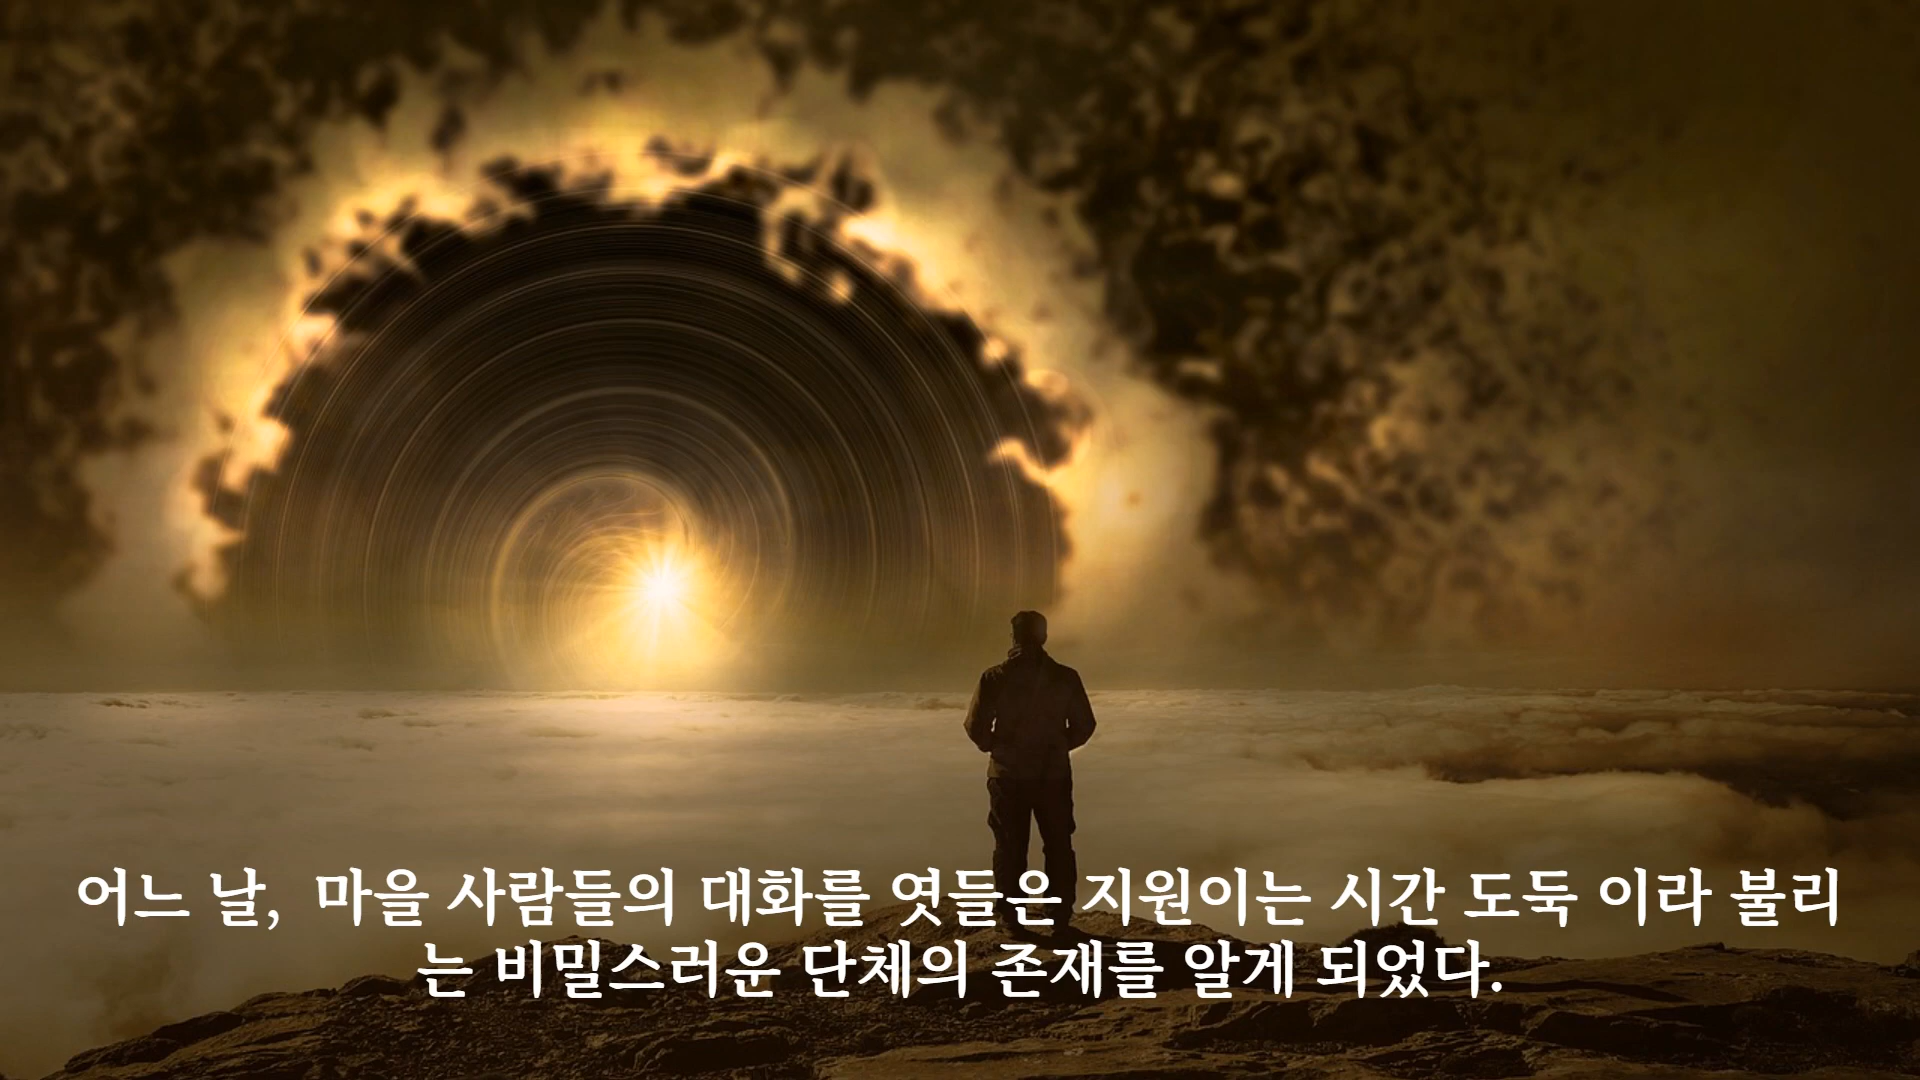 어느 날,  마을 사람들의 대화를 엿들은 지원이는 시간 도둑 이라 불리
는 비밀스러운 단체의 존재를 알게 되었다.